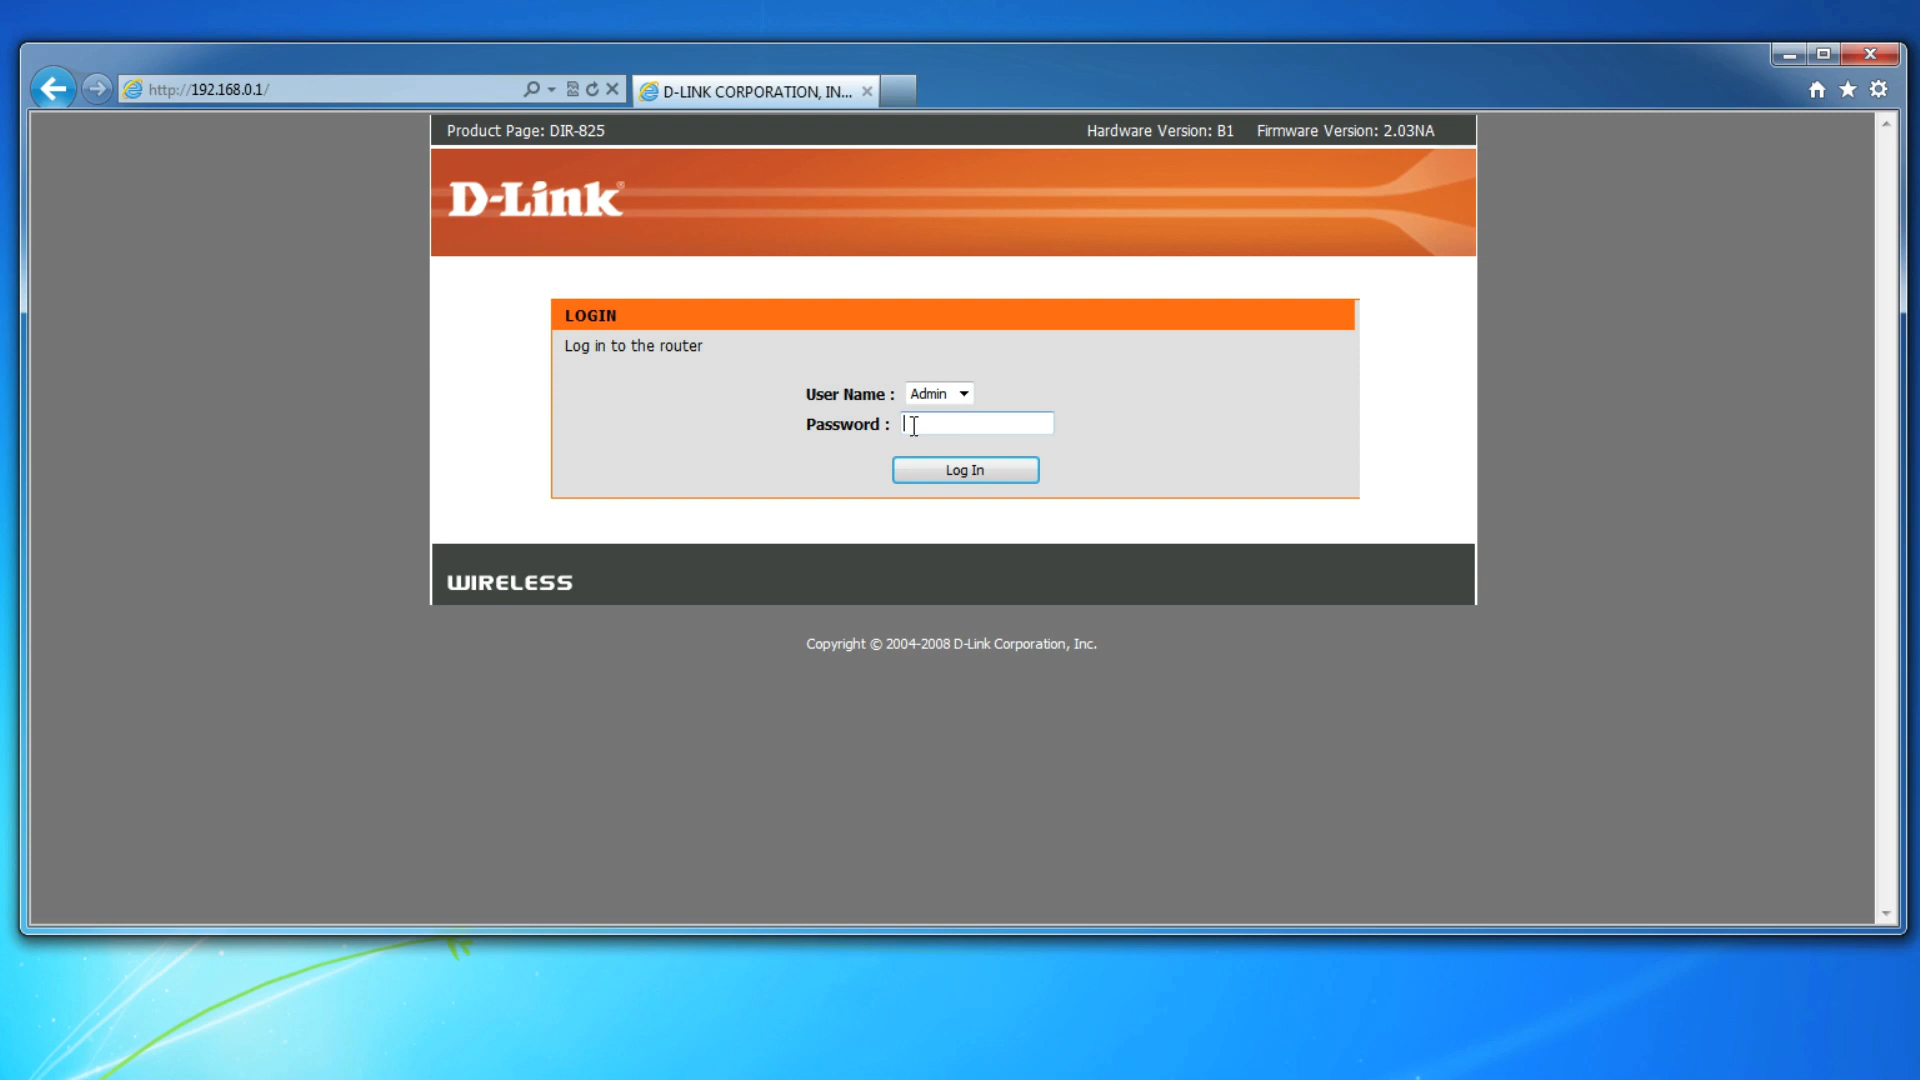 http://192.168.0.1/
D-LINK CORPORATION, IN...
Product Page: DIR-825 Hardware Version: B1 Firmware Version: 2.03NA
D-Link®
LOGIN
Log in to the router
User Name : Admin
Password :
Log In
WIRELESS
Copyright © 2004-2008 D-Link Corporation, Inc.